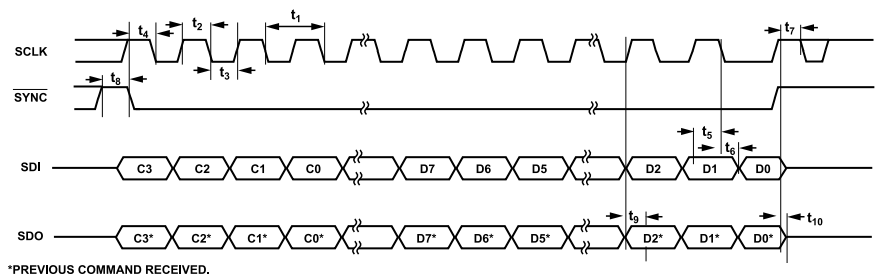 t4 t2 t1 t7
SCLK
t3
t8
SYNC
t5
t6
SDI C3 C2 C1 C0 D7 D6 D5 D2 D1 D0
t9
t10
SDO C3* C2* C1* C0* D7* D6* D5* D2* D1* D0*
*PREVIOUS COMMAND RECEIVED.